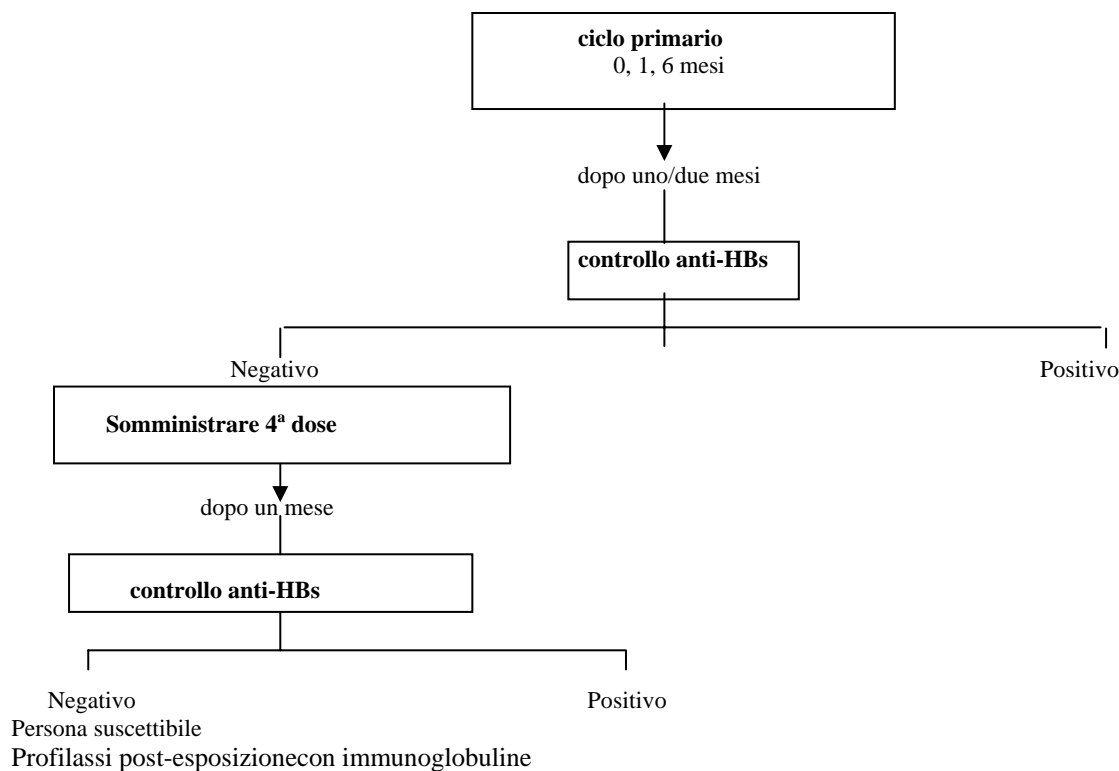 ciclo primario
0, 1, 6 mesi
dopo uno/due mesi
controllo anti-HBs
Negativo
Positivo
Somministrare 4ª dose
dopo un mese
controllo anti-HBs
Negativo
Positivo
Persona suscettibile
Profilassi post-esposizionecon immunoglobuline